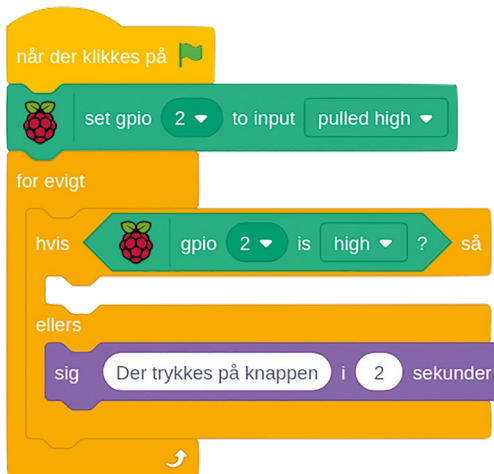 når der klikkes på
set gpio 2 to input pulled high
for evigt
hvis gpio 2 is high ? så
ellers
sig Der trykkes på knappen i 2 sekunder